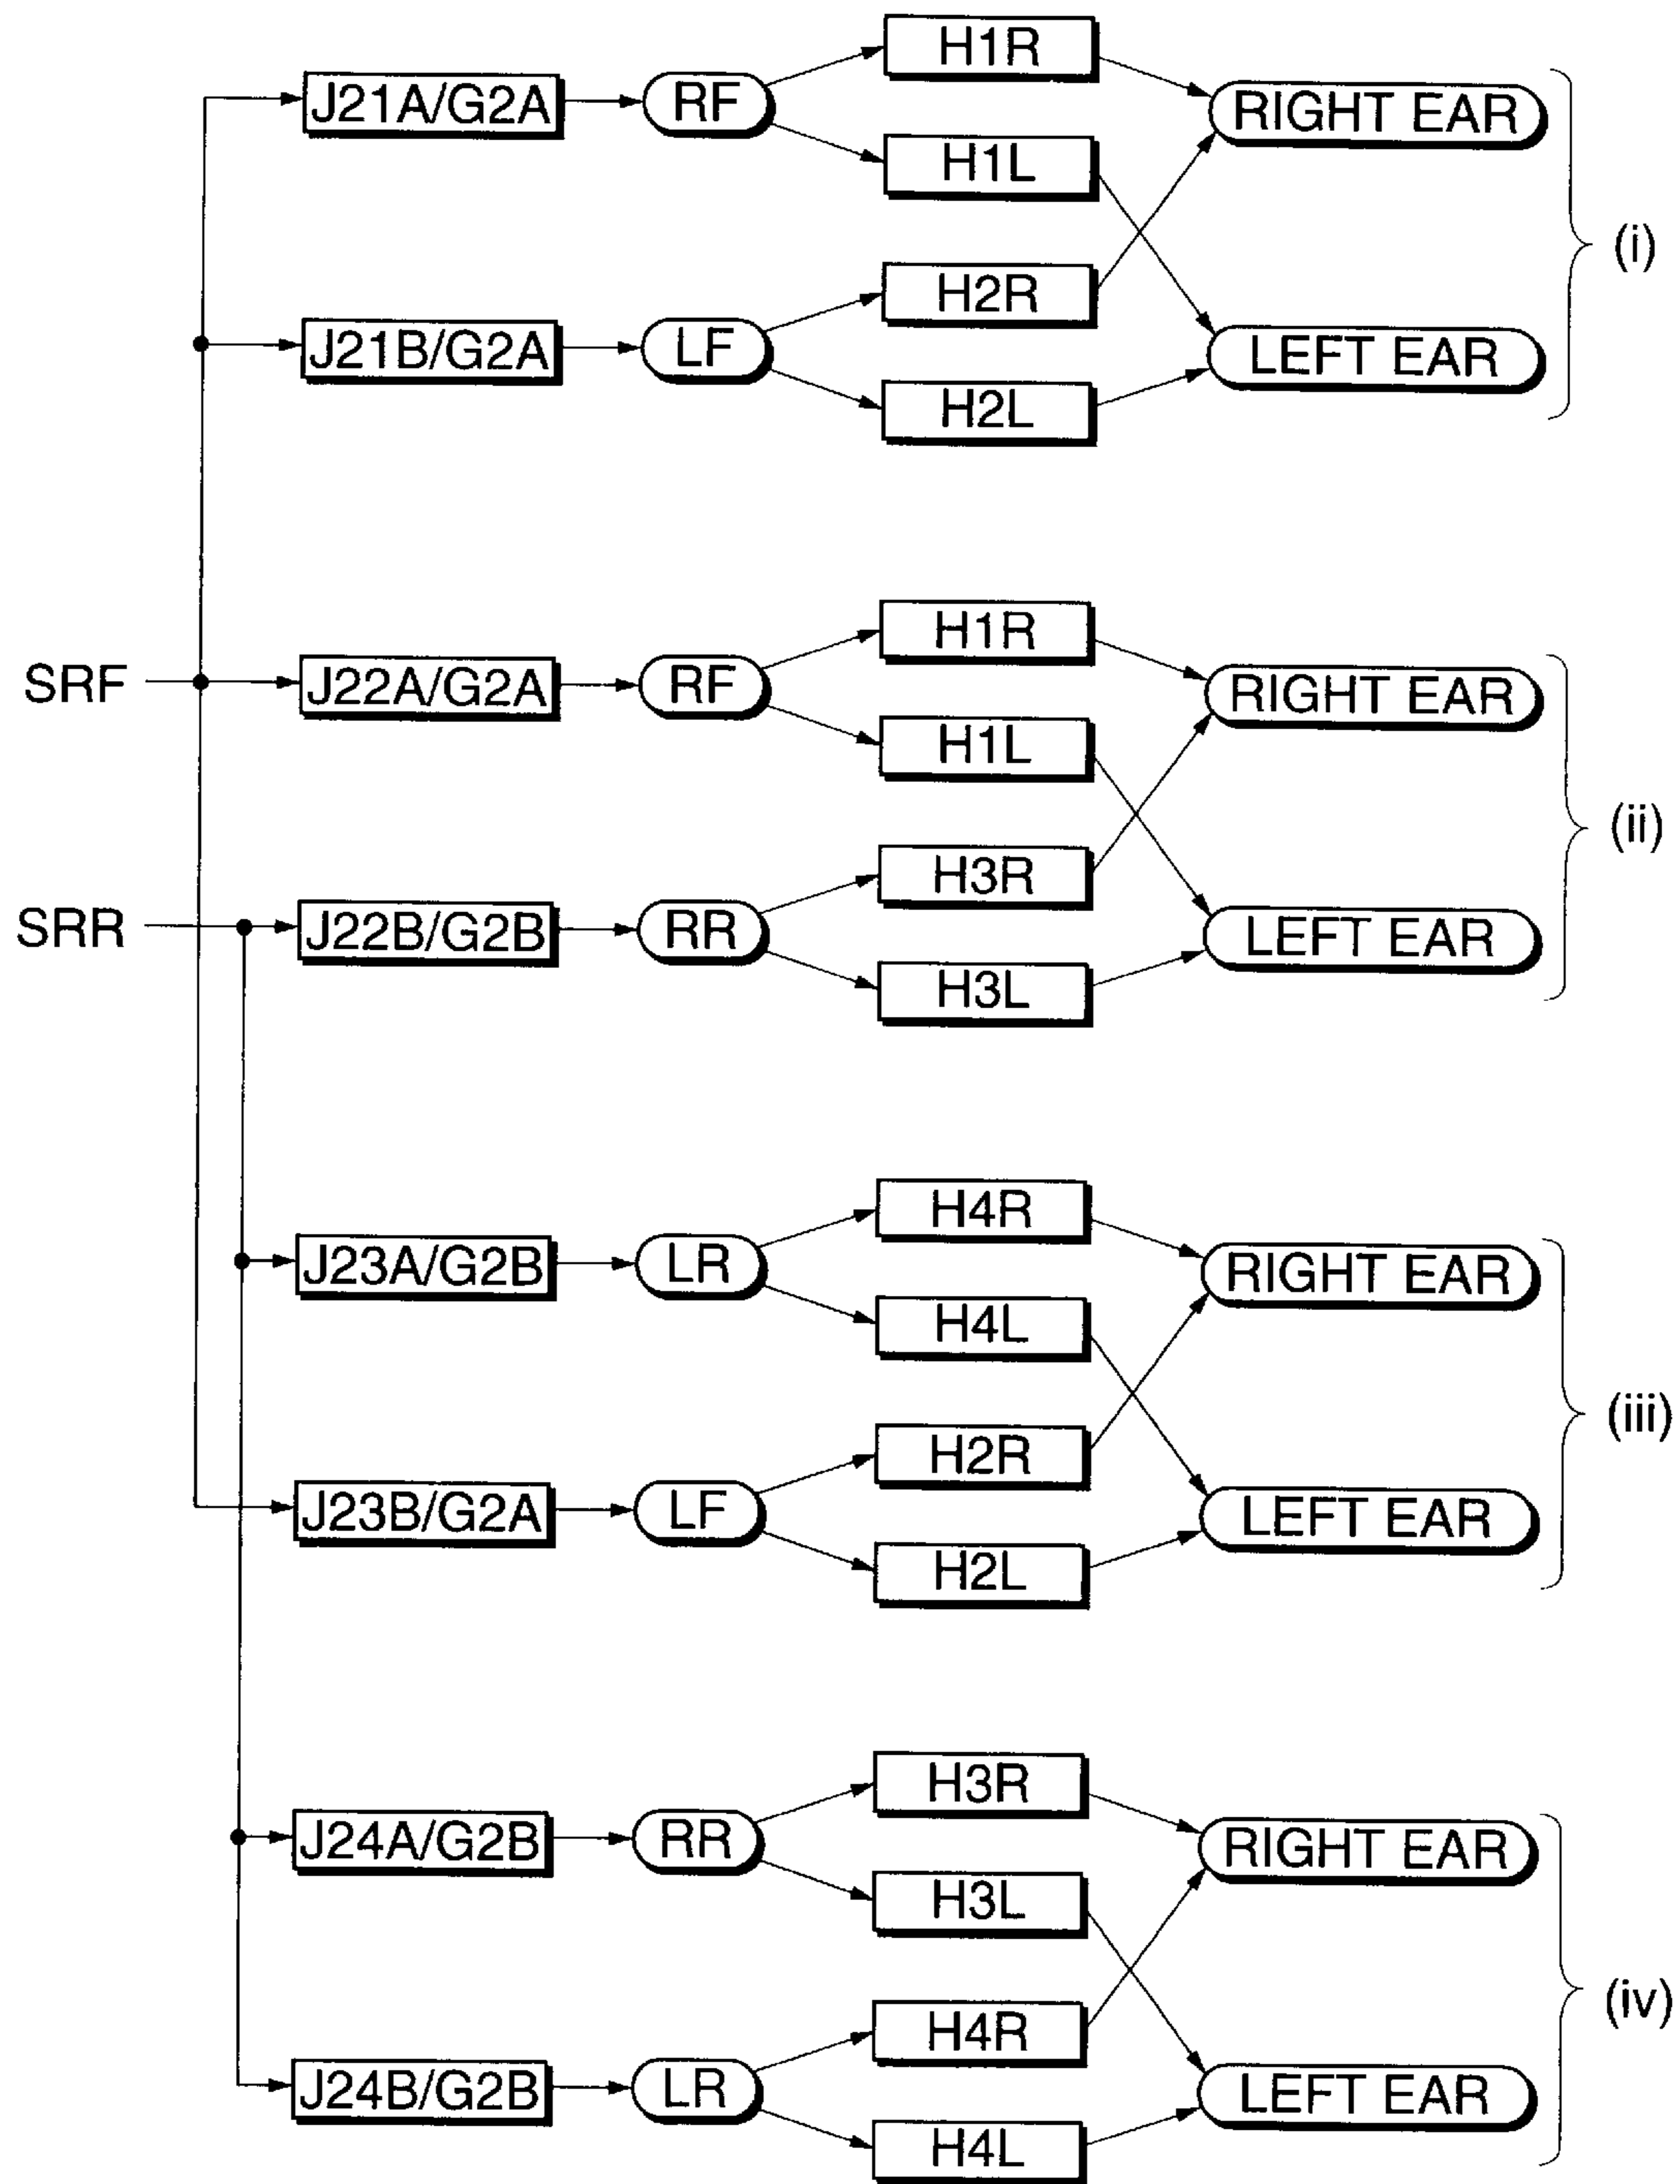 H1R
J21A/G2A RF RIGHT EAR
H1L
(i)
H2R
J21B/G2A LF LEFT EAR
H2L
H1R
SRF J22A/G2A RF RIGHT EAR
H1L
(ii)
H3R
SRR J22B/G2B RR LEFT EAR
H3L
H4R
J23A/G2B LR RIGHT EAR
H4L
(iii)
H2R
J23B/G2A LF LEFT EAR
H2L
H3R
J24A/G2B RR RIGHT EAR
H3L
(iv)
H4R
J24B/G2B LR LEFT EAR
H4L